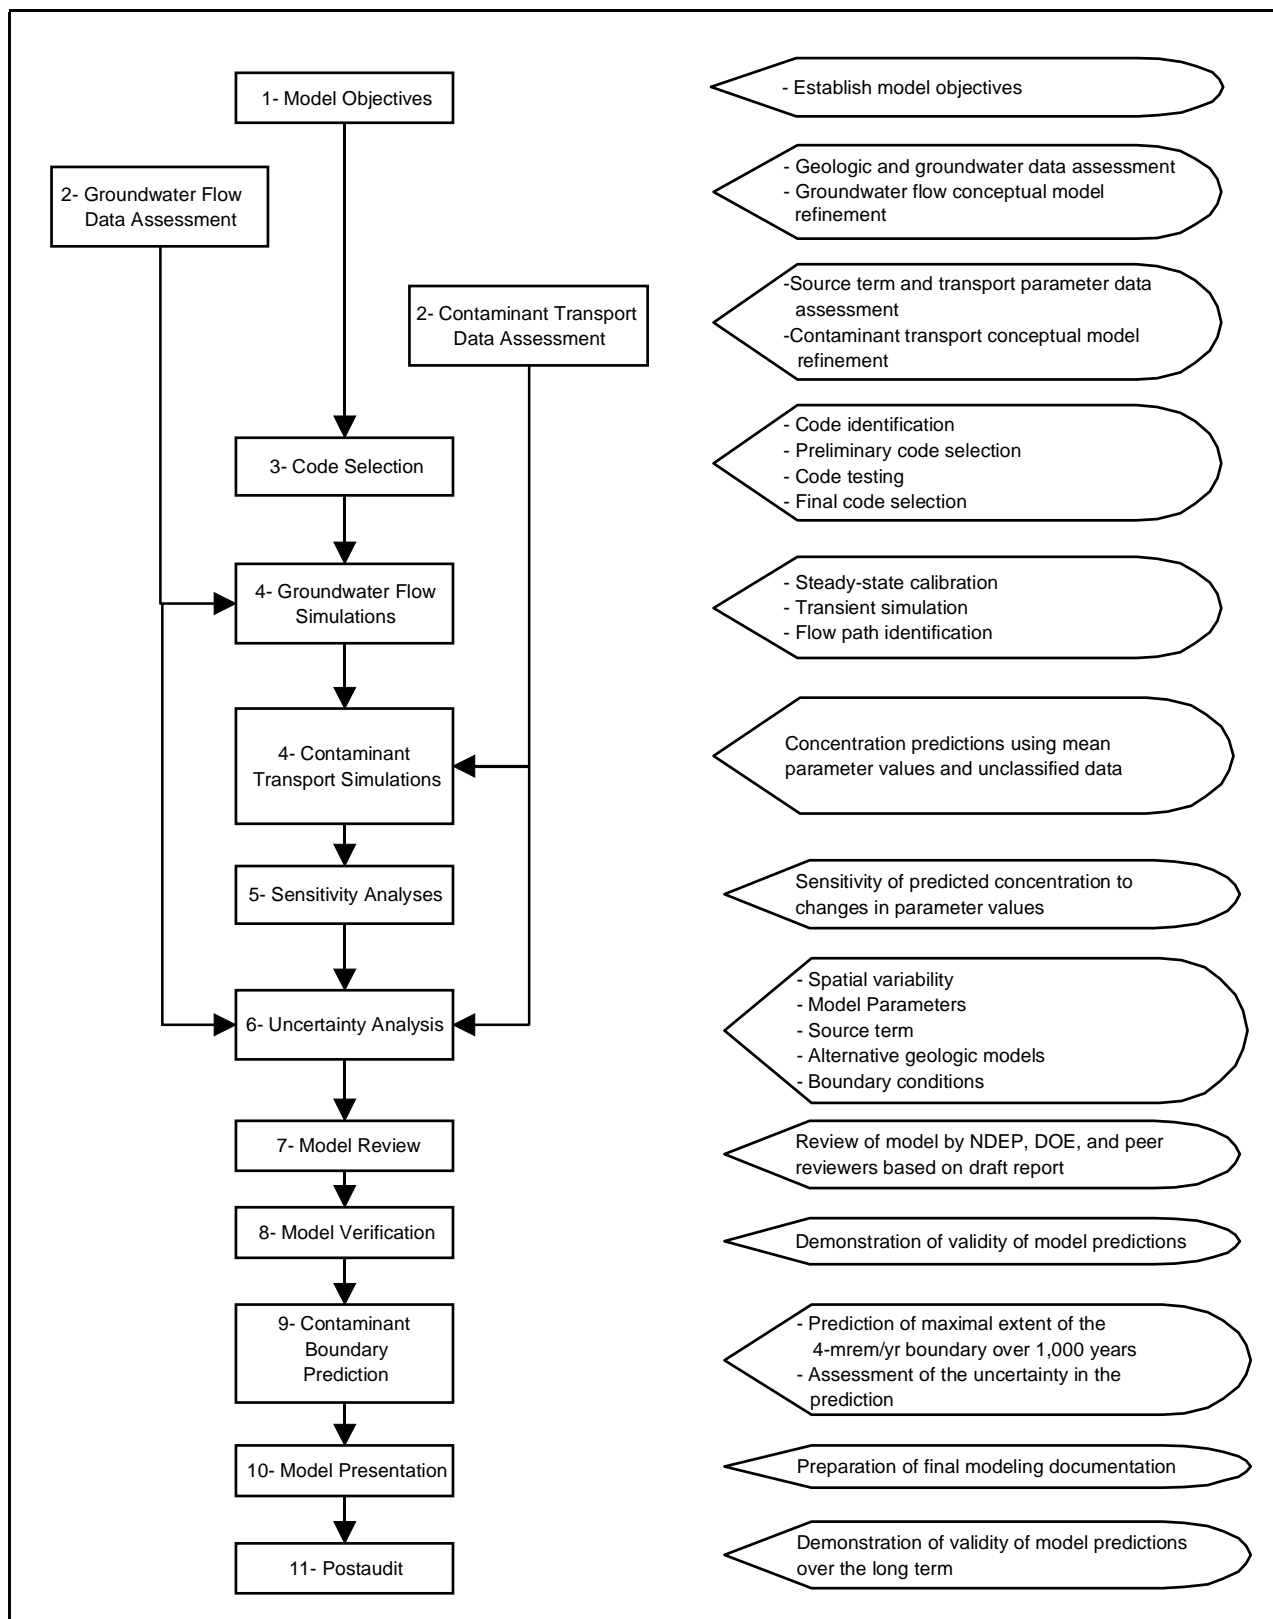 1- Model Objectives
- Establish model objectives
2- Groundwater Flow
Data Assessment
- Geologic and groundwater data assessment
- Groundwater flow conceptual model
refinement
2- Contaminant Transport
Data Assessment
-Source term and transport parameter data
assessment
-Contaminant transport conceptual model
refinement
3- Code Selection
- Code identification
- Preliminary code selection
- Code testing
- Final code selection
4- Groundwater Flow
Simulations
- Steady-state calibration
- Transient simulation
- Flow path identification
4- Contaminant
Transport Simulations
Concentration predictions using mean
parameter values and unclassified data
5- Sensitivity Analyses
Sensitivity of predicted concentration to
changes in parameter values
6- Uncertainty Analysis
- Spatial variability
- Model Parameters
- Source term
- Alternative geologic models
- Boundary conditions
7- Model Review
Review of model by NDEP, DOE, and peer
reviewers based on draft report
8- Model Verification
Demonstration of validity of model predictions
9- Contaminant
Boundary
Prediction
- Prediction of maximal extent of the
4-mrem/yr boundary over 1,000 years
- Assessment of the uncertainty in the
prediction
10- Model Presentation
Preparation of final modeling documentation
11- Postaudit
Demonstration of validity of model predictions
over the long term